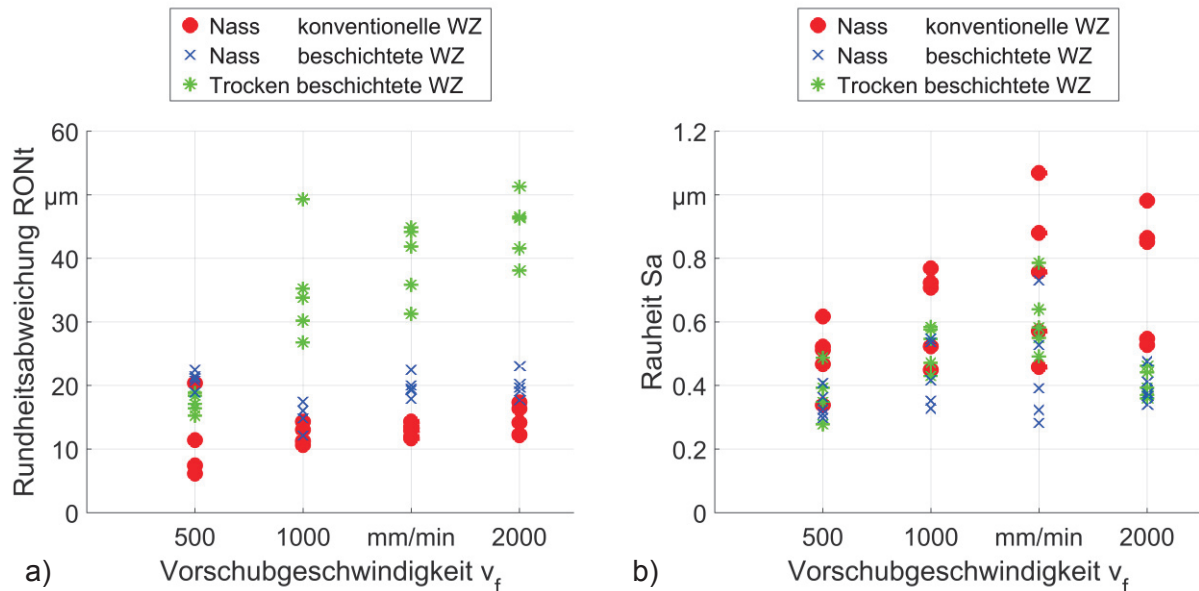 Nass konventionelle WZ
Nass beschichtete WZ
Trocken beschichtete WZ
60
µm
40
30
20
10
0
Rundheitsabweichung RONt
500 1000 mm/min 2000
a) Vorschubgeschwindigkeit v_f
Nass konventionelle WZ
Nass beschichtete WZ
Trocken beschichtete WZ
1.2
µm
0.8
0.6
0.4
0.2
0
Rauheit Sa
500 1000 mm/min 2000
b) Vorschubgeschwindigkeit v_f